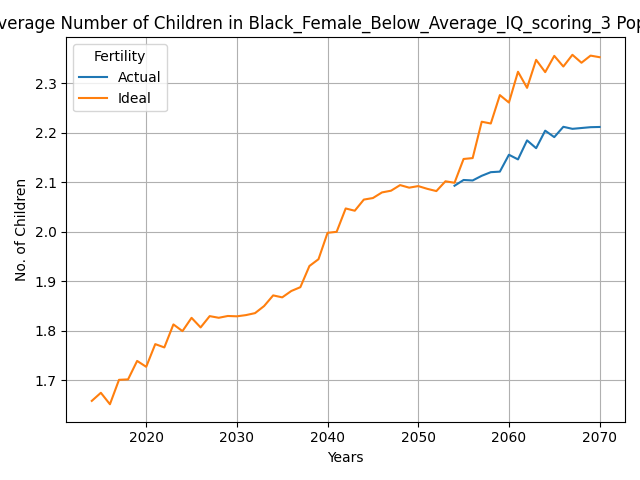 verage Number of Children in Black_Female_Below_Average_IQ_scoring_3 Pop
Fertility
Actual
Ideal
No. of Children
2.3
2.2
2.1
2.0
1.9
1.8
1.7
2020 2030 2040 2050 2060 2070
Years